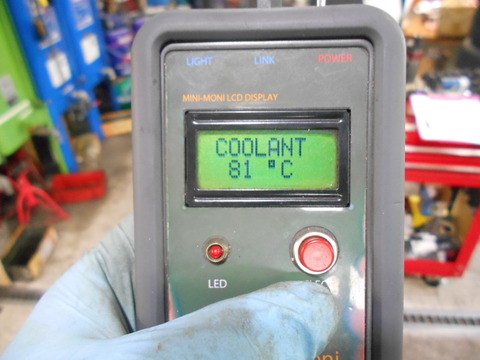 LIGHT LINK POWER
MINI-MONI LCD DISPLAY
COOLANT
81 °C
LED